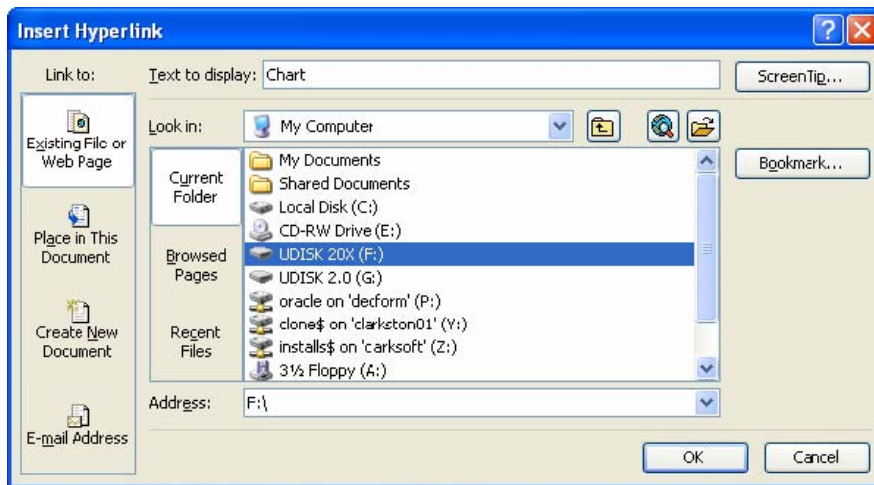 Insert Hyperlink
Link to:
Text to display: Chart
ScreenTip...
Existing File or
Web Page
Look in: My Computer
Bookmark...
Current
Folder
My Documents
Shared Documents
Local Disk (C:)
CD-RW Drive (E:)
Place in This
Document
Browsed
Pages
UDISK 20X (F:)
UDISK 2.0 (G:)
oracle on 'decform' (P:)
clone$ on 'clarkston01' (Y:)
installs$ on 'carksoft' (Z:)
3½ Floppy (A:)
Create New
Document
Recent
Files
Address: F:\
E-mail Address
OK
Cancel